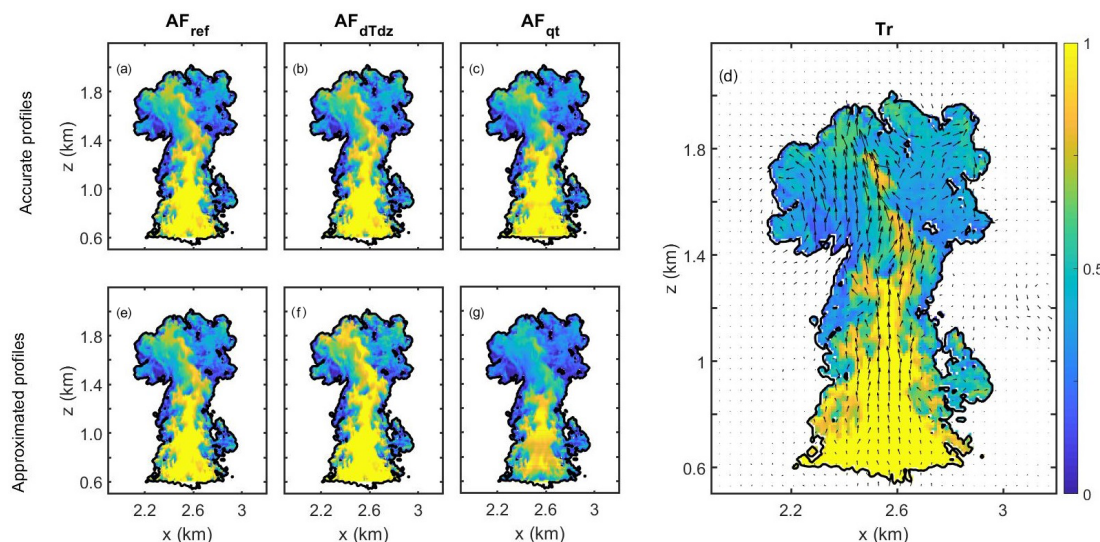 AF_ref AF_dTdz AF_qt Tr
Accurate profiles
z (km)
1.8
1.4
1.0
0.6
(a) (b) (c)
(d)
z (km)
1.8
1.4
1
0.6
2.2 2.6 3
x (km)
1
0.5
0
Approximated profiles
z (km)
1.8
1.4
1.0
0.6
(e) (f) (g)
2.2 2.6 3 2.2 2.6 3 2.2 2.6 3
x (km) x (km) x (km)